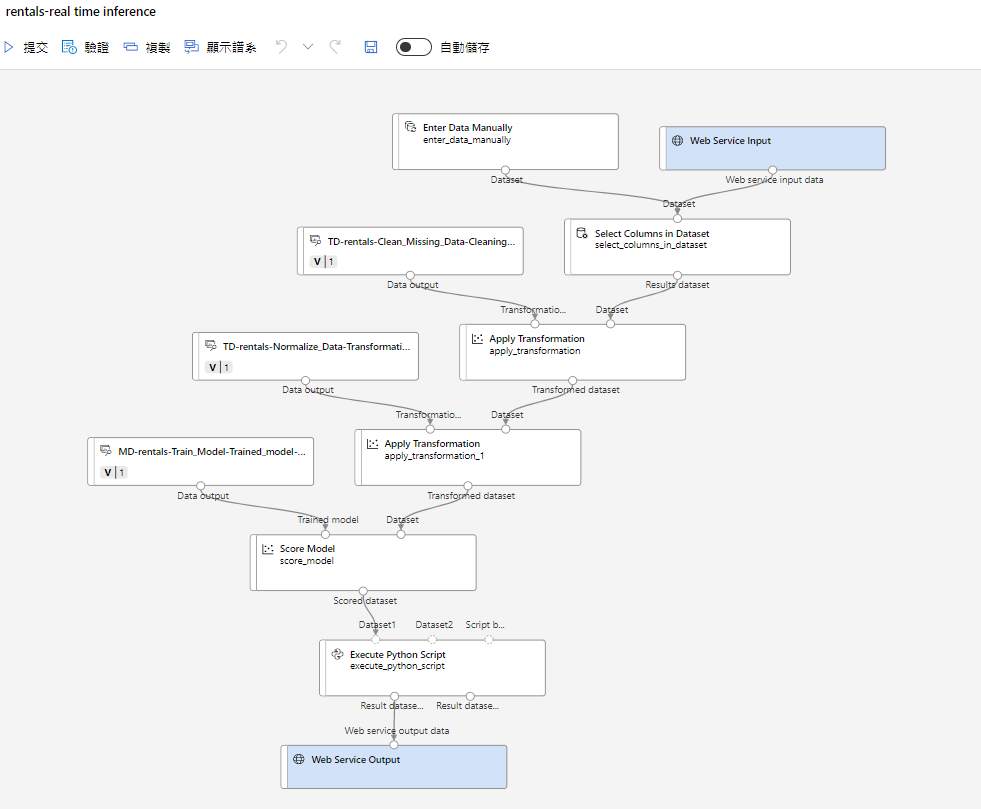 rentals-real time inference
提交 驗證 複製 顯示譜系 自動儲存
Enter Data Manually
enter_data_manually
Web Service Input
Dataset
Web service input data
Dataset
Select Columns in Dataset
select_columns_in_dataset
TD-rentals-Clean_Missing_Data-Cleaning...
V 1
Data output
Results dataset
Transformatio...
Dataset
Apply Transformation
apply_transformation
TD-rentals-Normalize_Data-Transformati...
V 1
Data output
Transformed dataset
Transformatio...
Dataset
Apply Transformation
apply_transformation_1
MD-rentals-Train_Model-Trained_model-...
V 1
Data output
Transformed dataset
Trained model
Dataset
Score Model
score_model
Scored dataset
Dataset1 Dataset2 Script b...
Execute Python Script
execute_python_script
Result datase... Result datase...
Web service output data
Web Service Output